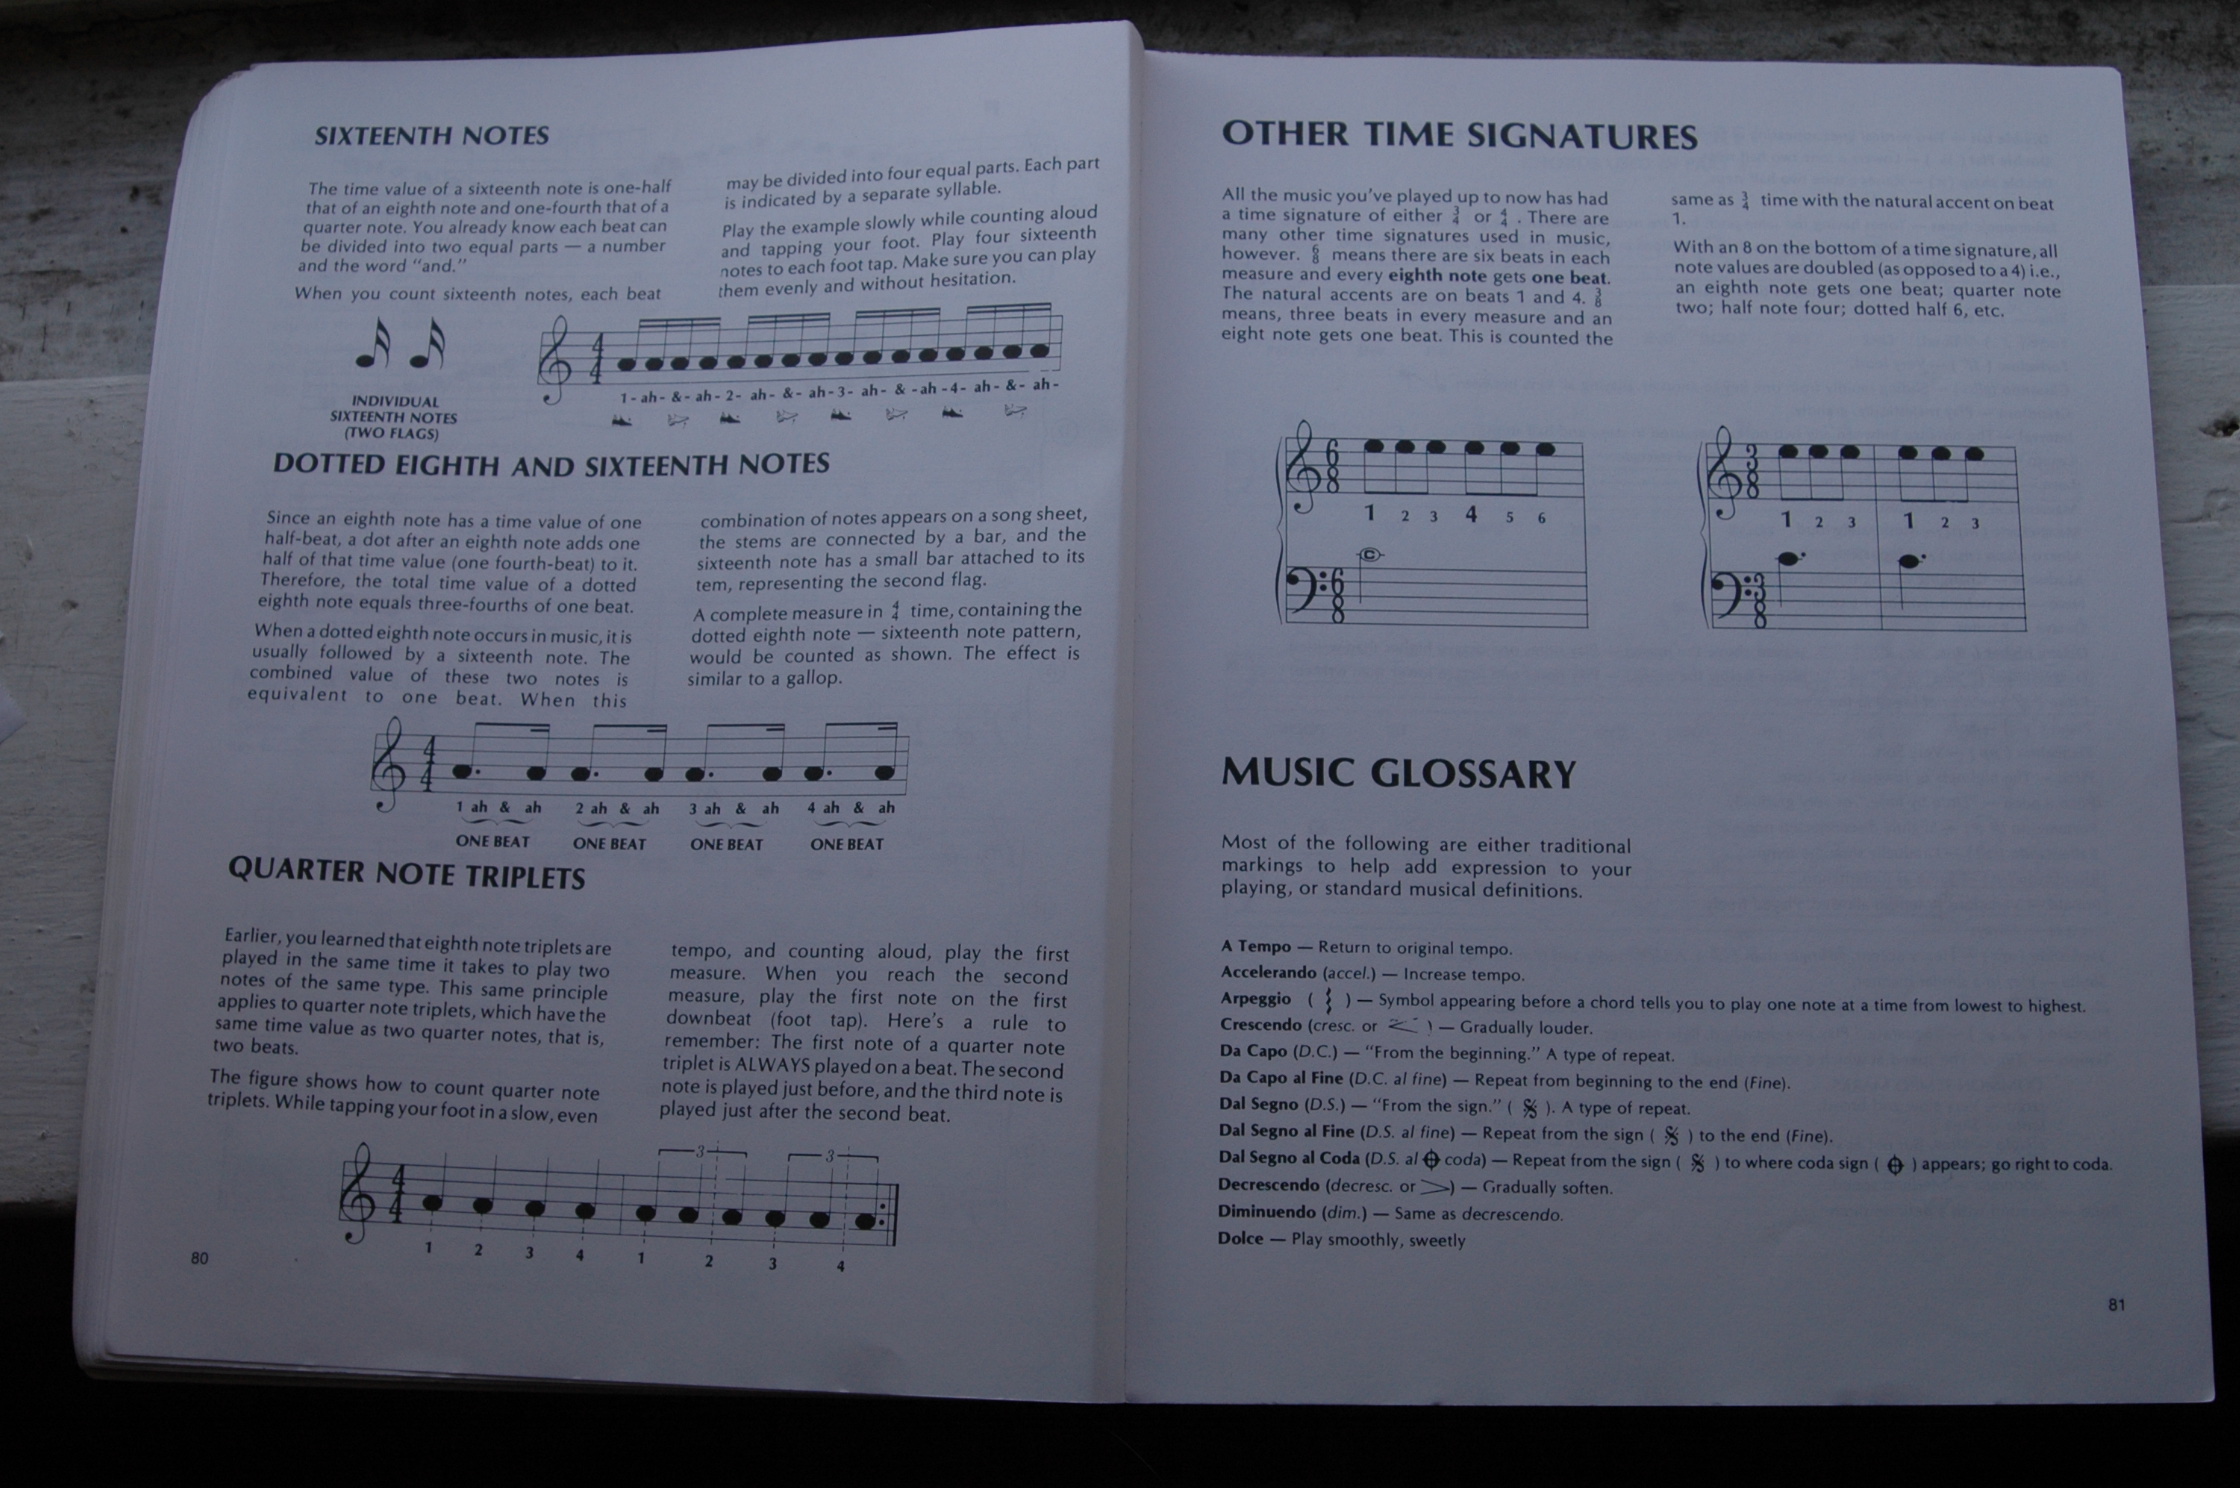 SIXTEENTH NOTES
The time value of a sixteenth note is one-half
that of an eighth note and one-fourth that of a
quarter note. You already know each beat can
be divided into two equal parts — a number
and the word "and."
When you count sixteenth notes, each beat
may be divided into four equal parts. Each part
is indicated by a separate syllable.
Play the example slowly while counting aloud
and tapping your foot. Play four sixteenth
notes to each foot tap. Make sure you can play
them evenly and without hesitation.
INDIVIDUAL
SIXTEENTH NOTES
(TWO FLAGS)
4
4
1 - ah - & - ah - 2 - ah - & - ah - 3 - ah - & - ah - 4 - ah - & - ah -
DOTTED EIGHTH AND SIXTEENTH NOTES
Since an eighth note has a time value of one
half-beat, a dot after an eighth note adds one
half of that time value (one fourth-beat) to it.
Therefore, the total time value of a dotted
eighth note equals three-fourths of one beat.
When a dotted eighth note occurs in music, it is
usually followed by a sixteenth note. The
combined value of these two notes is
equivalent to one beat. When this
combination of notes appears on a song sheet,
the stems are connected by a bar, and the
sixteenth note has a small bar attached to its
tem, representing the second flag.
A complete measure in 4/4 time, containing the
dotted eighth note — sixteenth note pattern,
would be counted as shown. The effect is
similar to a gallop.
4
4
1 ah & ah 2 ah & ah 3 ah & ah 4 ah & ah
ONE BEAT ONE BEAT ONE BEAT ONE BEAT
QUARTER NOTE TRIPLETS
Earlier, you learned that eighth note triplets are
played in the same time it takes to play two
notes of the same type. This same principle
applies to quarter note triplets, which have the
same time value as two quarter notes, that is,
two beats.
The figure shows how to count quarter note
triplets. While tapping your foot in a slow, even
tempo, and counting aloud, play the first
measure. When you reach the second
measure, play the first note on the first
downbeat (foot tap). Here's a rule to
remember: The first note of a quarter note
triplet is ALWAYS played on a beat. The second
note is played just before, and the third note is
played just after the second beat.
3 3
4
4
1 2 3 4 1 2 3 4
80
OTHER TIME SIGNATURES
All the music you've played up to now has had
a time signature of either 3/4 or 4/4 . There are
many other time signatures used in music,
however. 6/8 means there are six beats in each
measure and every eighth note gets one beat.
The natural accents are on beats 1 and 4. 3/8
means, three beats in every measure and an
eight note gets one beat. This is counted the
same as 3/4 time with the natural accent on beat
1.
With an 8 on the bottom of a time signature, all
note values are doubled (as opposed to a 4) i.e.,
an eighth note gets one beat; quarter note
two; half note four; dotted half 6, etc.
6
8
1 2 3 4 5 6
C
6
8
3
8
1 2 3 1 2 3
3
8
MUSIC GLOSSARY
Most of the following are either traditional
markings to help add expression to your
playing, or standard musical definitions.
A Tempo — Return to original tempo.
Accelerando (accel.) — Increase tempo.
Arpeggio ( ) — Symbol appearing before a chord tells you to play one note at a time from lowest to highest.
Crescendo (cresc. or < ) — Gradually louder.
Da Capo (D.C.) — "From the beginning." A type of repeat.
Da Capo al Fine (D.C. al fine) — Repeat from beginning to the end (Fine).
Dal Segno (D.S.) — "From the sign." ( 𝄋 ). A type of repeat.
Dal Segno al Fine (D.S. al fine) — Repeat from the sign ( 𝄋 ) to the end (Fine).
Dal Segno al Coda (D.S. al 𝄌 coda) — Repeat from the sign ( 𝄋 ) to where coda sign ( 𝄌 ) appears; go right to coda.
Decrescendo (decresc. or >) — Gradually soften.
Diminuendo (dim.) — Same as decrescendo.
Dolce — Play smoothly, sweetly
81